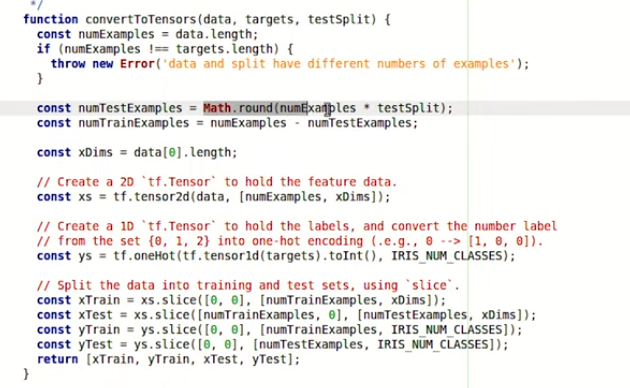 */
function convertToTensors(data, targets, testSplit) {
const numExamples = data.length;
if (numExamples !== targets.length) {
throw new Error('data and split have different numbers of examples');
}
const numTestExamples = Math.round(numExamples * testSplit);
const numTrainExamples = numExamples - numTestExamples;
const xDims = data[0].length;
// Create a 2D `tf.Tensor` to hold the feature data.
const xs = tf.tensor2d(data, [numExamples, xDims]);
// Create a 1D `tf.Tensor` to hold the labels, and convert the number label
// from the set {0, 1, 2} into one-hot encoding (.e.g., 0 --> [1, 0, 0]).
const ys = tf.oneHot(tf.tensor1d(targets).toInt(), IRIS_NUM_CLASSES);
// Split the data into training and test sets, using `slice`.
const xTrain = xs.slice([0, 0], [numTrainExamples, xDims]);
const xTest = xs.slice([numTrainExamples, 0], [numTestExamples, xDims]);
const yTrain = ys.slice([0, 0], [numTrainExamples, IRIS_NUM_CLASSES]);
const yTest = ys.slice([0, 0], [numTestExamples, IRIS_NUM_CLASSES]);
return [xTrain, yTrain, xTest, yTest];
}